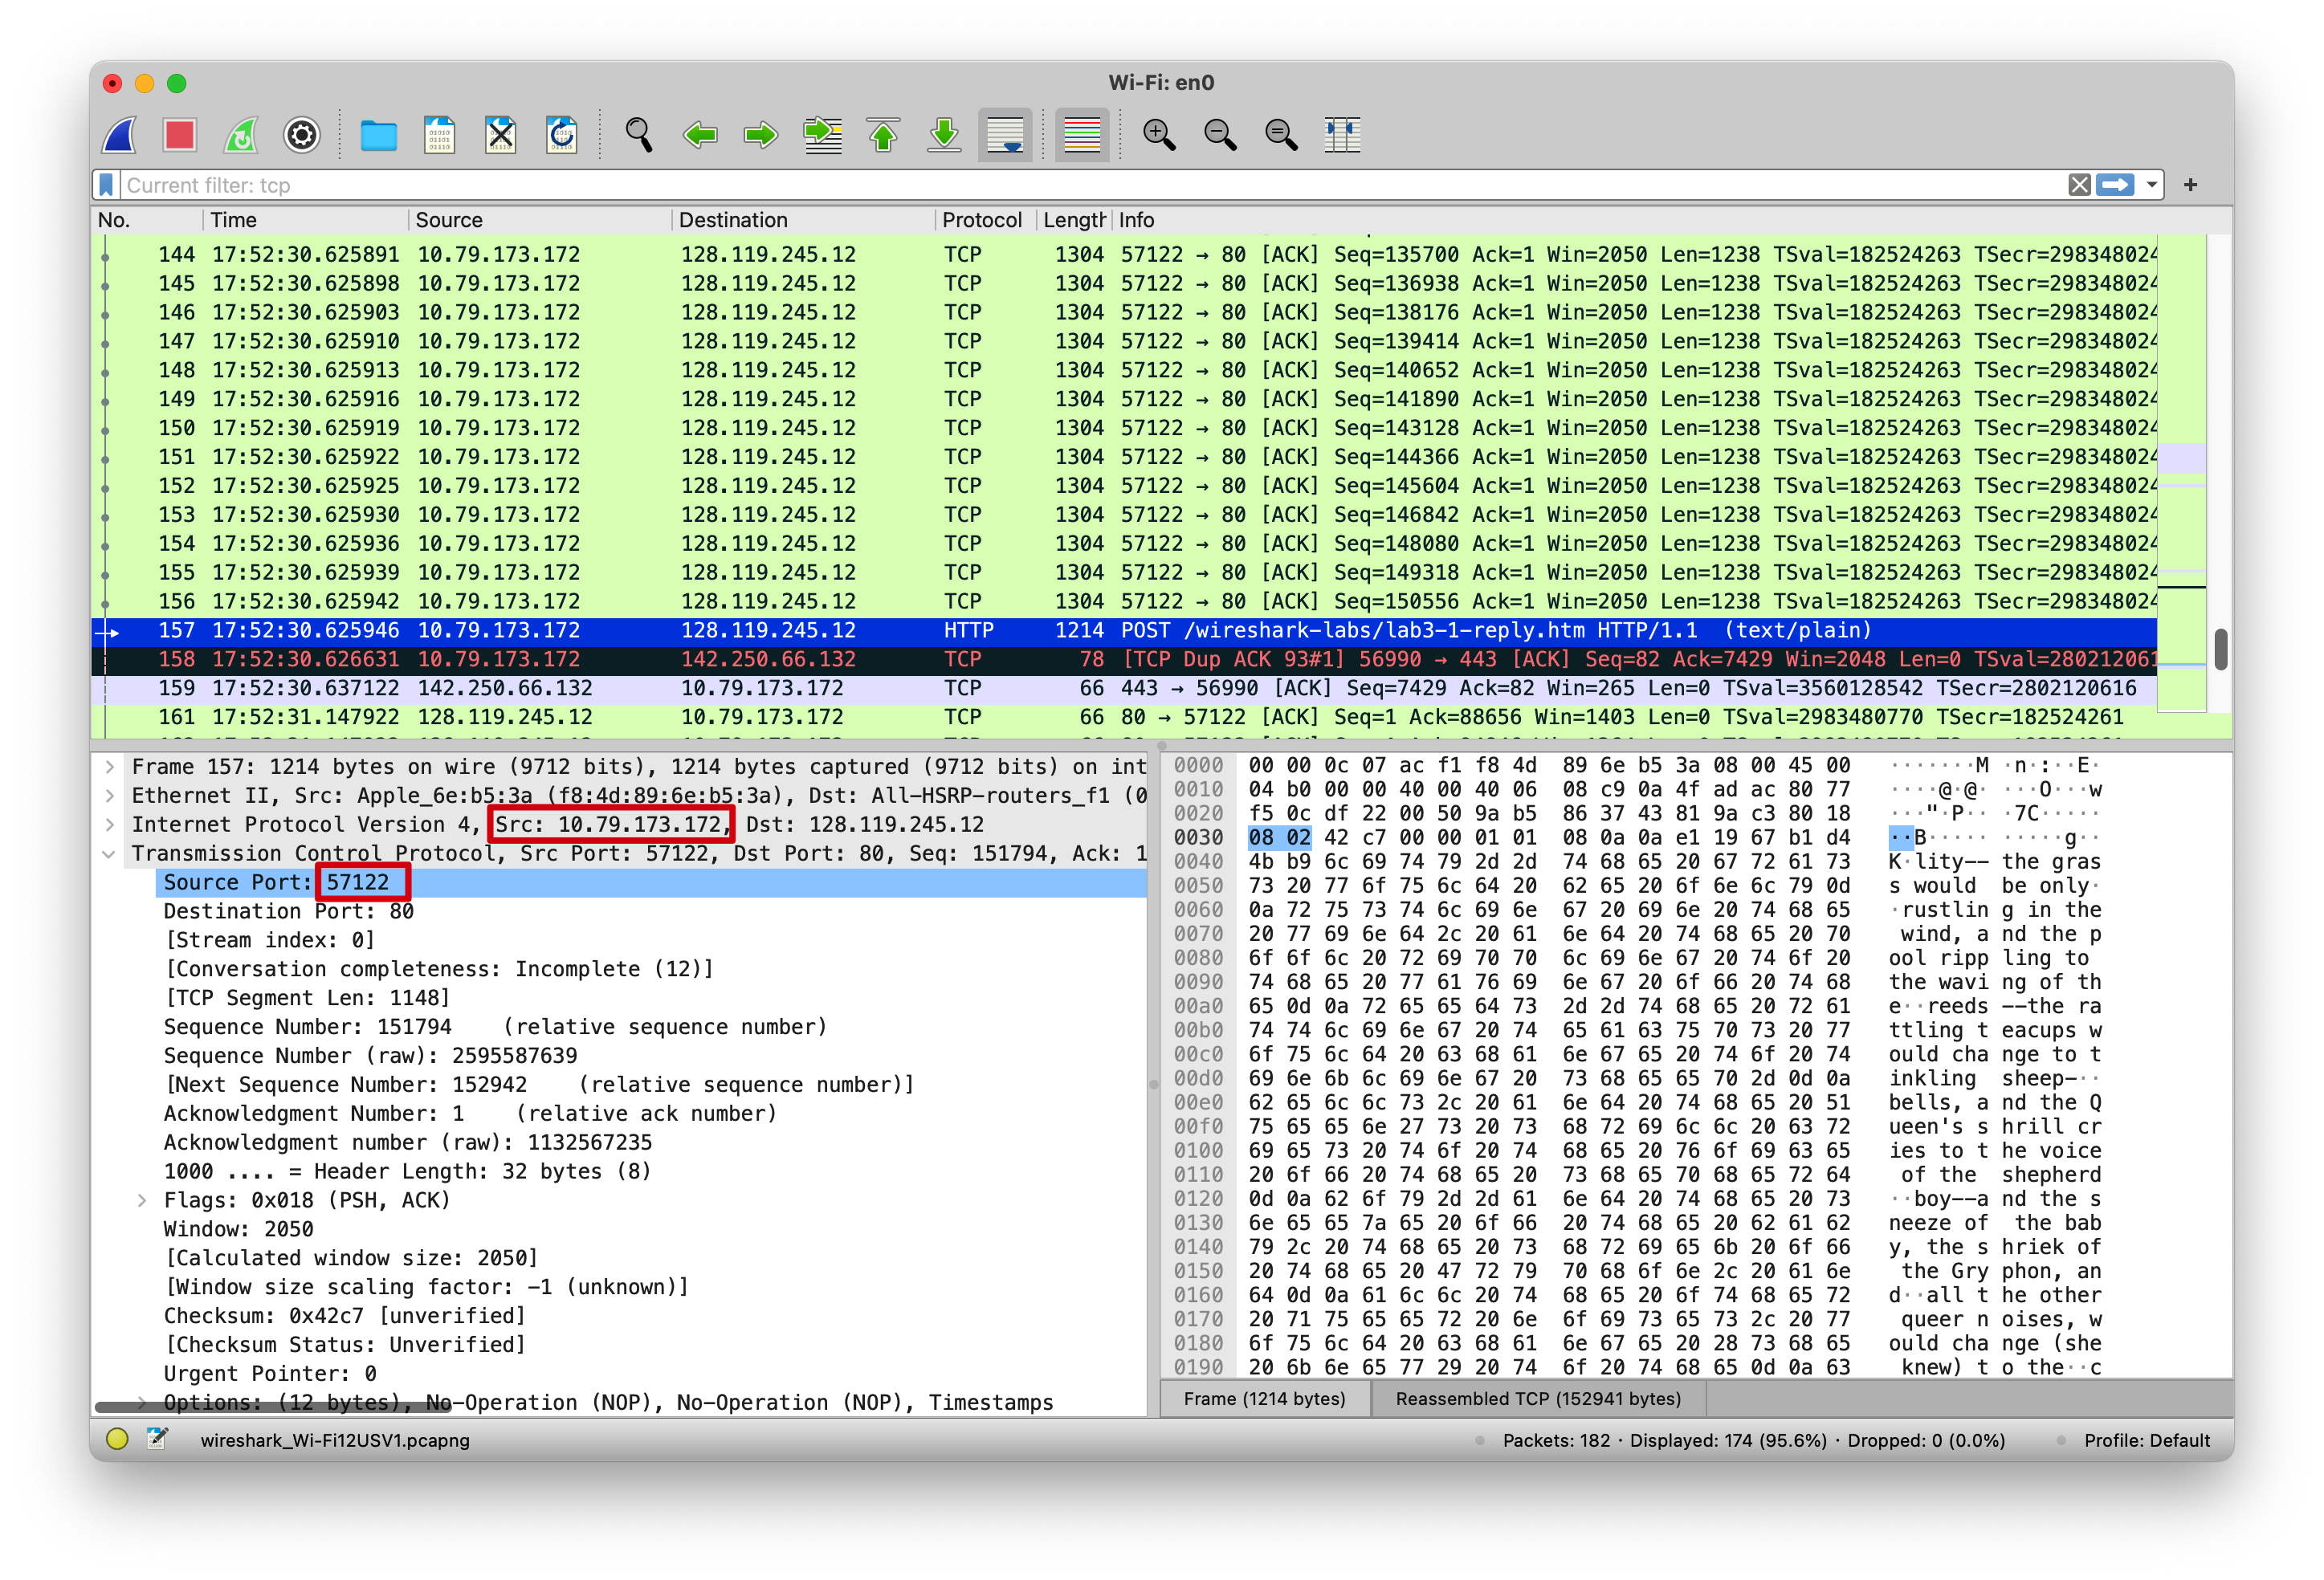 Wi-Fi: en0
Current filter: tcp
No. Time Source Destination Protocol Length Info
144 17:52:30.625891 10.79.173.172 128.119.245.12 TCP 1304 57122 → 80 [ACK] Seq=135700 Ack=1 Win=2050 Len=1238 TSval=182524263 TSecr=298348024
145 17:52:30.625898 10.79.173.172 128.119.245.12 TCP 1304 57122 → 80 [ACK] Seq=136938 Ack=1 Win=2050 Len=1238 TSval=182524263 TSecr=298348024
146 17:52:30.625903 10.79.173.172 128.119.245.12 TCP 1304 57122 → 80 [ACK] Seq=138176 Ack=1 Win=2050 Len=1238 TSval=182524263 TSecr=298348024
147 17:52:30.625910 10.79.173.172 128.119.245.12 TCP 1304 57122 → 80 [ACK] Seq=139414 Ack=1 Win=2050 Len=1238 TSval=182524263 TSecr=298348024
148 17:52:30.625913 10.79.173.172 128.119.245.12 TCP 1304 57122 → 80 [ACK] Seq=140652 Ack=1 Win=2050 Len=1238 TSval=182524263 TSecr=298348024
149 17:52:30.625916 10.79.173.172 128.119.245.12 TCP 1304 57122 → 80 [ACK] Seq=141890 Ack=1 Win=2050 Len=1238 TSval=182524263 TSecr=298348024
150 17:52:30.625919 10.79.173.172 128.119.245.12 TCP 1304 57122 → 80 [ACK] Seq=143128 Ack=1 Win=2050 Len=1238 TSval=182524263 TSecr=298348024
151 17:52:30.625922 10.79.173.172 128.119.245.12 TCP 1304 57122 → 80 [ACK] Seq=144366 Ack=1 Win=2050 Len=1238 TSval=182524263 TSecr=298348024
152 17:52:30.625925 10.79.173.172 128.119.245.12 TCP 1304 57122 → 80 [ACK] Seq=145604 Ack=1 Win=2050 Len=1238 TSval=182524263 TSecr=298348024
153 17:52:30.625930 10.79.173.172 128.119.245.12 TCP 1304 57122 → 80 [ACK] Seq=146842 Ack=1 Win=2050 Len=1238 TSval=182524263 TSecr=298348024
154 17:52:30.625936 10.79.173.172 128.119.245.12 TCP 1304 57122 → 80 [ACK] Seq=148080 Ack=1 Win=2050 Len=1238 TSval=182524263 TSecr=298348024
155 17:52:30.625939 10.79.173.172 128.119.245.12 TCP 1304 57122 → 80 [ACK] Seq=149318 Ack=1 Win=2050 Len=1238 TSval=182524263 TSecr=298348024
156 17:52:30.625942 10.79.173.172 128.119.245.12 TCP 1304 57122 → 80 [ACK] Seq=150556 Ack=1 Win=2050 Len=1238 TSval=182524263 TSecr=298348024
157 17:52:30.625946 10.79.173.172 128.119.245.12 HTTP 1214 POST /wireshark-labs/lab3-1-reply.htm HTTP/1.1 (text/plain)
158 17:52:30.626631 10.79.173.172 142.250.66.132 TCP 78 [TCP Dup ACK 93#1] 56990 → 443 [ACK] Seq=82 Ack=7429 Win=2048 Len=0 TSval=280212061
159 17:52:30.637122 142.250.66.132 10.79.173.172 TCP 66 443 → 56990 [ACK] Seq=7429 Ack=82 Win=265 Len=0 TSval=3560128542 TSecr=2802120616
161 17:52:31.147922 128.119.245.12 10.79.173.172 TCP 66 80 → 57122 [ACK] Seq=1 Ack=88656 Win=1403 Len=0 TSval=2983480770 TSecr=182524261
Frame 157: 1214 bytes on wire (9712 bits), 1214 bytes captured (9712 bits) on int
Ethernet II, Src: Apple_6e:b5:3a (f8:4d:89:6e:b5:3a), Dst: All-HSRP-routers_f1 (0
Internet Protocol Version 4, Src: 10.79.173.172, Dst: 128.119.245.12
Transmission Control Protocol, Src Port: 57122, Dst Port: 80, Seq: 151794, Ack: 1
Source Port: 57122
Destination Port: 80
[Stream index: 0]
[Conversation completeness: Incomplete (12)]
[TCP Segment Len: 1148]
Sequence Number: 151794 (relative sequence number)
Sequence Number (raw): 2595587639
[Next Sequence Number: 152942 (relative sequence number)]
Acknowledgment Number: 1 (relative ack number)
Acknowledgment number (raw): 1132567235
1000 .... = Header Length: 32 bytes (8)
Flags: 0x018 (PSH, ACK)
Window: 2050
[Calculated window size: 2050]
[Window size scaling factor: -1 (unknown)]
Checksum: 0x42c7 [unverified]
[Checksum Status: Unverified]
Urgent Pointer: 0
Options: (12 bytes), No-Operation (NOP), No-Operation (NOP), Timestamps
0000 00 00 0c 07 ac f1 f8 4d 89 6e b5 3a 08 00 45 00 ·······M ·n·:··E·
0010 04 b0 00 00 40 00 40 06 08 c9 0a 4f ad ac 80 77 ····@·@· ···O···w
0020 f5 0c df 22 00 50 9a b5 86 37 43 81 9a c3 80 18 ···"·P·· ·7C·····
0030 08 02 42 c7 00 00 01 01 08 0a 0a e1 19 67 b1 d4 ··B····· ·····g··
0040 4b b9 6c 69 74 79 2d 2d 74 68 65 20 67 72 61 73 K·lity-- the gras
0050 73 20 77 6f 75 6c 64 20 62 65 20 6f 6e 6c 79 0d s would be only·
0060 0a 72 75 73 74 6c 69 6e 67 20 69 6e 20 74 68 65 ·rustlin g in the
0070 20 77 69 6e 64 2c 20 61 6e 64 20 74 68 65 20 70 wind, a nd the p
0080 6f 6f 6c 20 72 69 70 70 6c 69 6e 67 20 74 6f 20 ool ripp ling to
0090 74 68 65 20 77 61 76 69 6e 67 20 6f 66 20 74 68 the wavi ng of th
00a0 65 0d 0a 72 65 65 64 73 2d 2d 74 68 65 20 72 61 e··reeds --the ra
00b0 74 74 6c 69 6e 67 20 74 65 61 63 75 70 73 20 77 ttling t eacups w
00c0 6f 75 6c 64 20 63 68 61 6e 67 65 20 74 6f 20 74 ould cha nge to t
00d0 69 6e 6b 6c 69 6e 67 20 73 68 65 65 70 2d 0d 0a inkling sheep-··
00e0 62 65 6c 6c 73 2c 20 61 6e 64 20 74 68 65 20 51 bells, a nd the Q
00f0 75 65 65 6e 27 73 20 73 68 72 69 6c 6c 20 63 72 ueen's s hrill cr
0100 69 65 73 20 74 6f 20 74 68 65 20 76 6f 69 63 65 ies to t he voice
0110 20 6f 66 20 74 68 65 20 73 68 65 70 68 65 72 64 of the shepherd
0120 0d 0a 62 6f 79 2d 2d 61 6e 64 20 74 68 65 20 73 ··boy--a nd the s
0130 6e 65 65 7a 65 20 6f 66 20 74 68 65 20 62 61 62 neeze of the bab
0140 79 2c 20 74 68 65 20 73 68 72 69 65 6b 20 6f 66 y, the s hriek of
0150 20 74 68 65 20 47 72 79 70 68 6f 6e 2c 20 61 6e the Gry phon, an
0160 64 0d 0a 61 6c 6c 20 74 68 65 20 6f 74 68 65 72 d··all t he other
0170 20 71 75 65 65 72 20 6e 6f 69 73 65 73 2c 20 77 queer n oises, w
0180 6f 75 6c 64 20 63 68 61 6e 67 65 20 28 73 68 65 ould cha nge (she
0190 20 6b 6e 65 77 29 20 74 6f 20 74 68 65 0d 0a 63 knew) t o the··c
Frame (1214 bytes) Reassembled TCP (152941 bytes)
wireshark_Wi-Fi12USV1.pcapng Packets: 182 · Displayed: 174 (95.6%) · Dropped: 0 (0.0%) Profile: Default